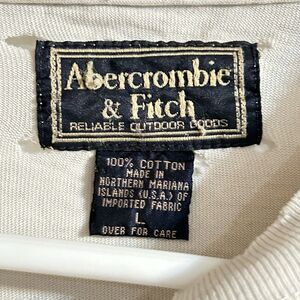 Abercrombie
& Fitch
RELIABLE OUTDOOR GOODS
100% COTTON
MADE IN
NORTHERN MARIANA
ISLANDS (U.S.A.) OF
IMPORTED FABRIC
L
OVER FOR CARE